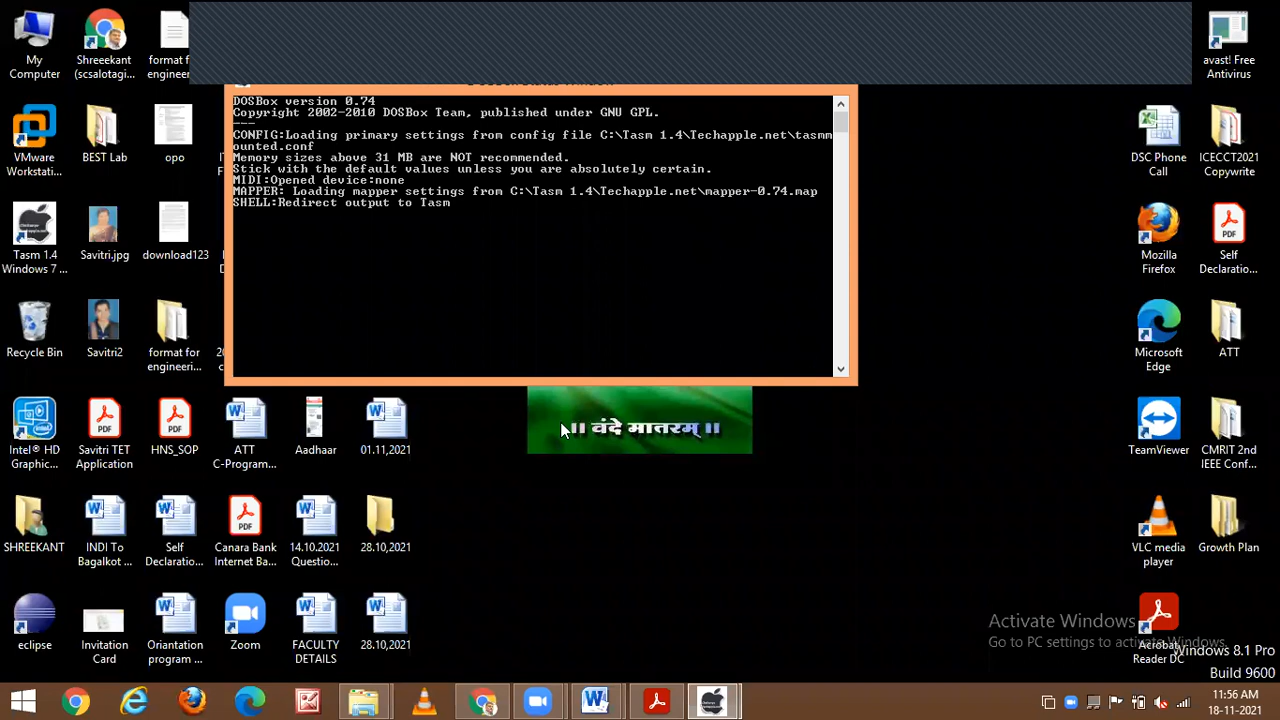 My
Computer
Shreekant
(scsalotagi...
format for
engineer...
avast! Free
Antivirus
DOSBox version 0.74
Copyright 2002-2010 DOSBox Team, published under GNU GPL.
---
CONFIG:Loading primary settings from config file C:\Tasm 1.4\Techapple.net\tasmm
ounted.conf
Memory sizes above 31 MB are NOT recommended.
Stick with the default values unless you are absolutely certain.
MIDI:Opened device:none
MAPPER: Loading mapper settings from C:\Tasm 1.4\Techapple.net\mapper-0.74.map
SHELL:Redirect output to Tasm
VMware
Workstati...
BEST Lab
opo
DSC Phone
Call
ICECCT2021
Copywrite
Tasm 1.4
Windows 7 ...
Savitri.jpg
download123
Mozilla
Firefox
PDF
Self
Declaratio...
Recycle Bin
Savitri2
format for
engineeri...
Microsoft
Edge
ATT
।। वंदे मातरम् ।।
Intel® HD
Graphic...
PDF
Savitri TET
Application
PDF
HNS_SOP
ATT
C-Program...
Aadhaar
01.11,2021
TeamViewer
CMRIT 2nd
IEEE Conf...
SHREEKANT
INDI To
Bagalkot ...
Self
Declaratio...
PDF
Canara Bank
Internet Ba...
14.10.2021
Questio...
28.10,2021
VLC media
player
Growth Plan
eclipse
Invitation
Card
Oriantation
program ...
Zoom
FACULTY
DETAILS
28.10,2021
Acrobat
Reader DC
Activate Windows
Go to PC settings to activate Windows.
Windows 8.1 Pro
Build 9600
11:56 AM
18-11-2021